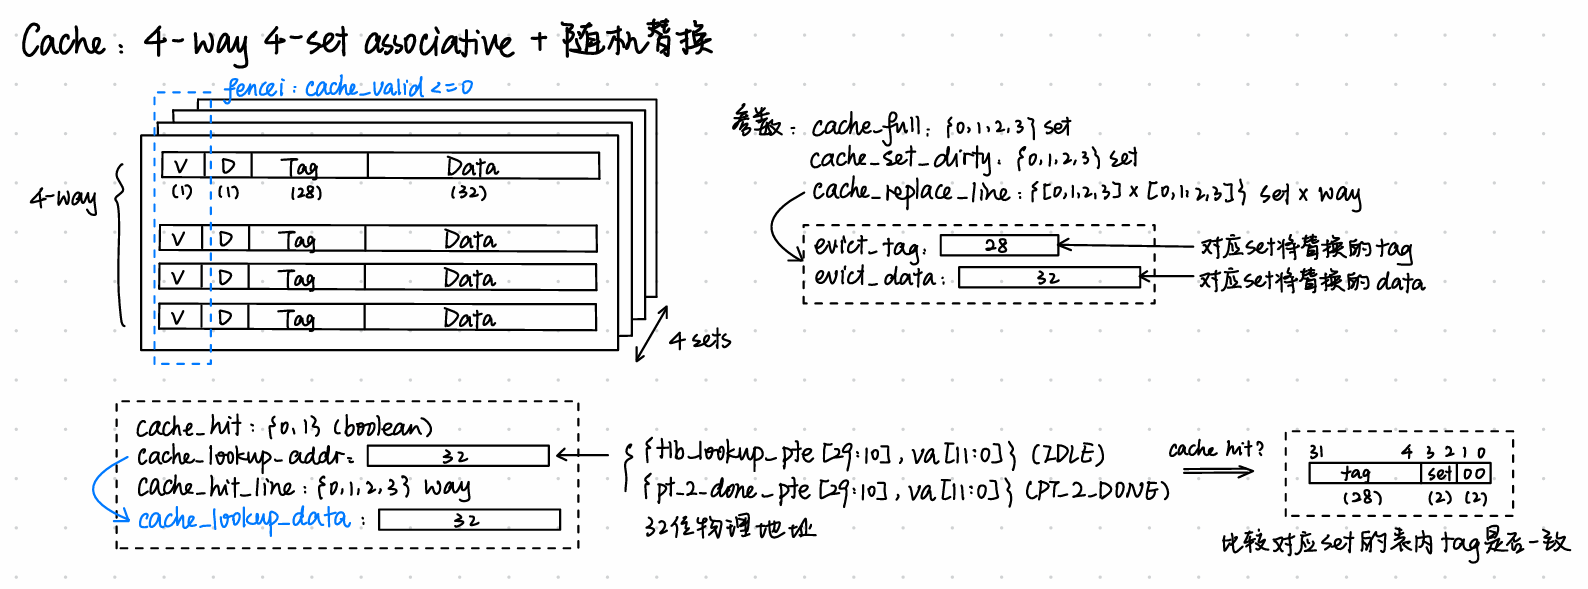 Cache: 4-way 4-set associative + 随机替换
fencei: cache_valid <= 0
4-way
V D Tag Data
(1) (1) (28) (32)
V D Tag Data
V D Tag Data
V D Tag Data
4 sets
参数: cache_full: {0,1,2,3} set
cache_set_dirty: {0,1,2,3} set
cache_replace_line: {[0,1,2,3] x [0,1,2,3]} set x way
evict_tag: 28 对应set将替换的tag
evict_data: 32 对应set将替换的data
cache_hit: {0,1} (boolean)
cache_lookup_addr: 32
cache_hit_line: {0,1,2,3} way
cache_lookup_data: 32
{tlb_lookup_pte[29:10], va[11:0]} (IDLE)
{pt_2_done_pte[29:10], va[11:0]} (PT_2_DONE)
32位物理地址
cache hit?
31 4 3 2 1 0
tag set 00
(28) (2) (2)
比较对应set的表内tag是否一致